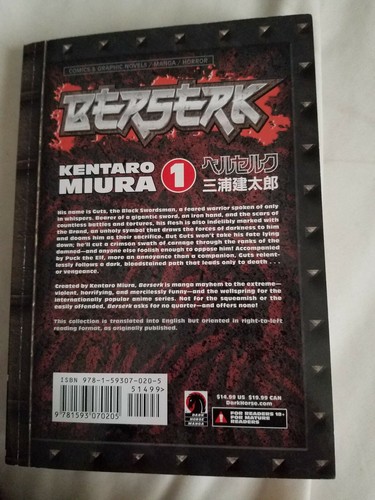 COMICS & GRAPHIC NOVELS / MANGA / HORROR
BERSERK
KENTARO
MIURA
1
ベルセルク
三浦建太郎
His name is Guts, the Black Swordsman, a feared warrior spoken of only
in whispers. Bearer of a gigantic sword, an iron hand, and the scars of
countless battles and tortures, his flesh is also indelibly marked with
the Brand, an unholy symbol that draws the forces of darkness to him
and dooms him as their sacrifice. But Guts won't take his fate lying
down; he'll cut a crimson swath of carnage through the ranks of the
damned—and anyone else foolish enough to oppose him! Accompanied
by Puck the Elf, more an annoyance than a companion, Guts relent-
lessly follows a dark, bloodstained path that leads only to death . . .
or vengeance.
Created by Kentaro Miura, Berserk is manga mayhem to the extreme—
violent, horrifying, and mercilessly funny—and the wellspring for the
internationally popular anime series. Not for the squeamish or the
easily offended, Berserk asks for no quarter—and offers none!
This collection is translated into English but oriented in right-to-left
reading format, as originally published.
ISBN 978-1-59307-020-5
51499
9781593070205
DARK
HORSE
MANGA
$14.99 US $19.99 CAN
DarkHorse.com
!
FOR READERS 18+
FOR MATURE
READERS